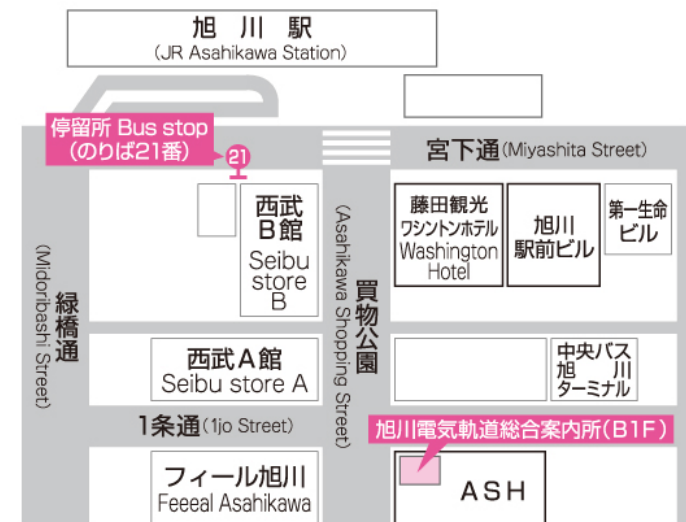 旭 川 駅
(JR Asahikawa Station)
停留所 Bus stop
(のりば21番)
21
宮下通(Miyashita Street)
西武
B館
Seibu
store
B
藤田観光
ワシントンホテル
Washington
Hotel
旭川
駅前ビル
第一生命
ビル
緑橋通
(Midoribashi Street)
買物公園
(Asahikawa Shopping Street)
西武A館
Seibu store A
中央バス
旭 川
ターミナル
1条通(1jo Street)
旭川電気軌道総合案内所(B1F)
フィール旭川
Feeeal Asahikawa
ASH